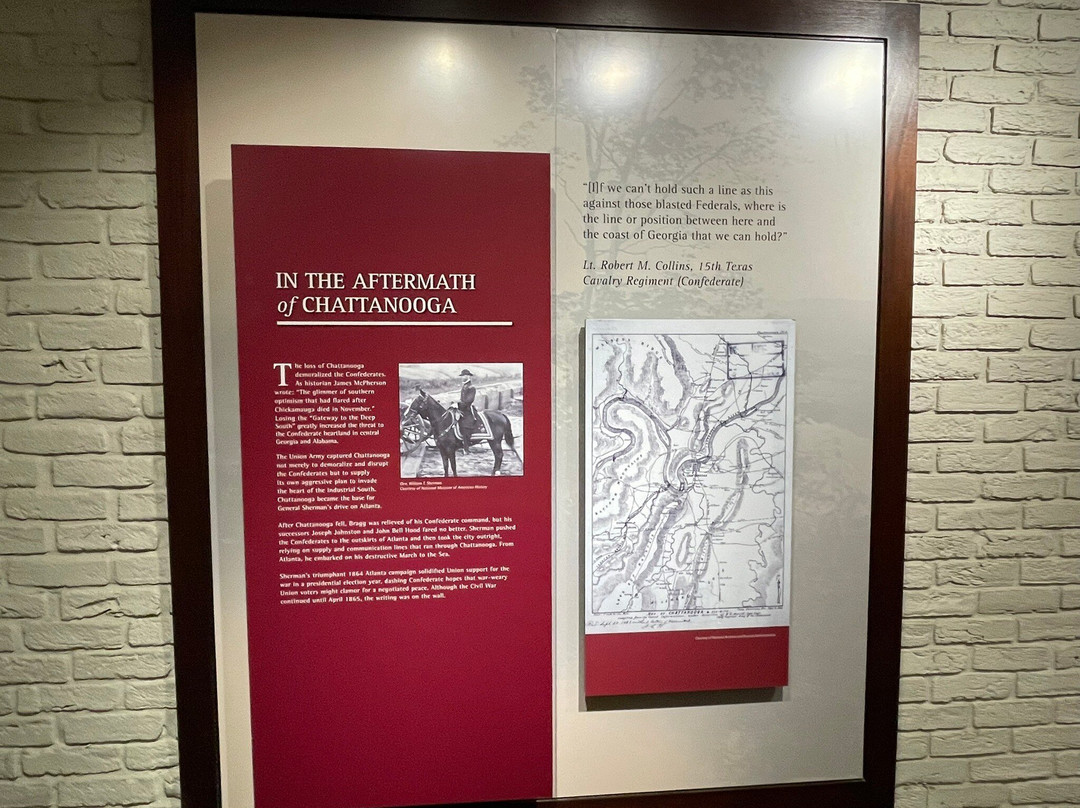 IN THE AFTERMATH
of CHATTANOOGA
The loss of Chattanooga
demoralized the Confederates.
As historian James McPherson
wrote: "The glimmer of southern
optimism that had flared after
Chickamauga died in November."
Losing the "Gateway to the Deep
South" greatly increased the threat to
the Confederate heartland in central
Georgia and Alabama.
The Union Army captured Chattanooga
not merely to demoralize and disrupt
the Confederates but to supply
its own aggressive plan to invade
the heart of the Industrial South.
Chattanooga became the base for
General Sherman's drive on Atlanta.
Gen. William T. Sherman
Courtesy of National Museum of American History
After Chattanooga fell, Bragg was relieved of his Confederate command, but his
successors Joseph Johnston and John Bell Hood fared no better. Sherman pushed
the Confederates to the outskirts of Atlanta and then took the city outright,
relying on supply and communication lines that run through Chattanooga. From
Atlanta, he embarked on his destructive March to the Sea.
Sherman's triumphant 1864 Atlanta campaign solidified Union support for the
war in a presidential election year, dashing Confederate hopes that war-weary
Union voters might clamor for a negotiated peace. Although the Civil War
continued until April 1865, the writing was on the wall.
"[I]f we can't hold such a line as this
against those blasted Federals, where is
the line or position between here and
the coast of Georgia that we can hold?"
Lt. Robert M. Collins, 15th Texas
Cavalry Regiment (Confederate)